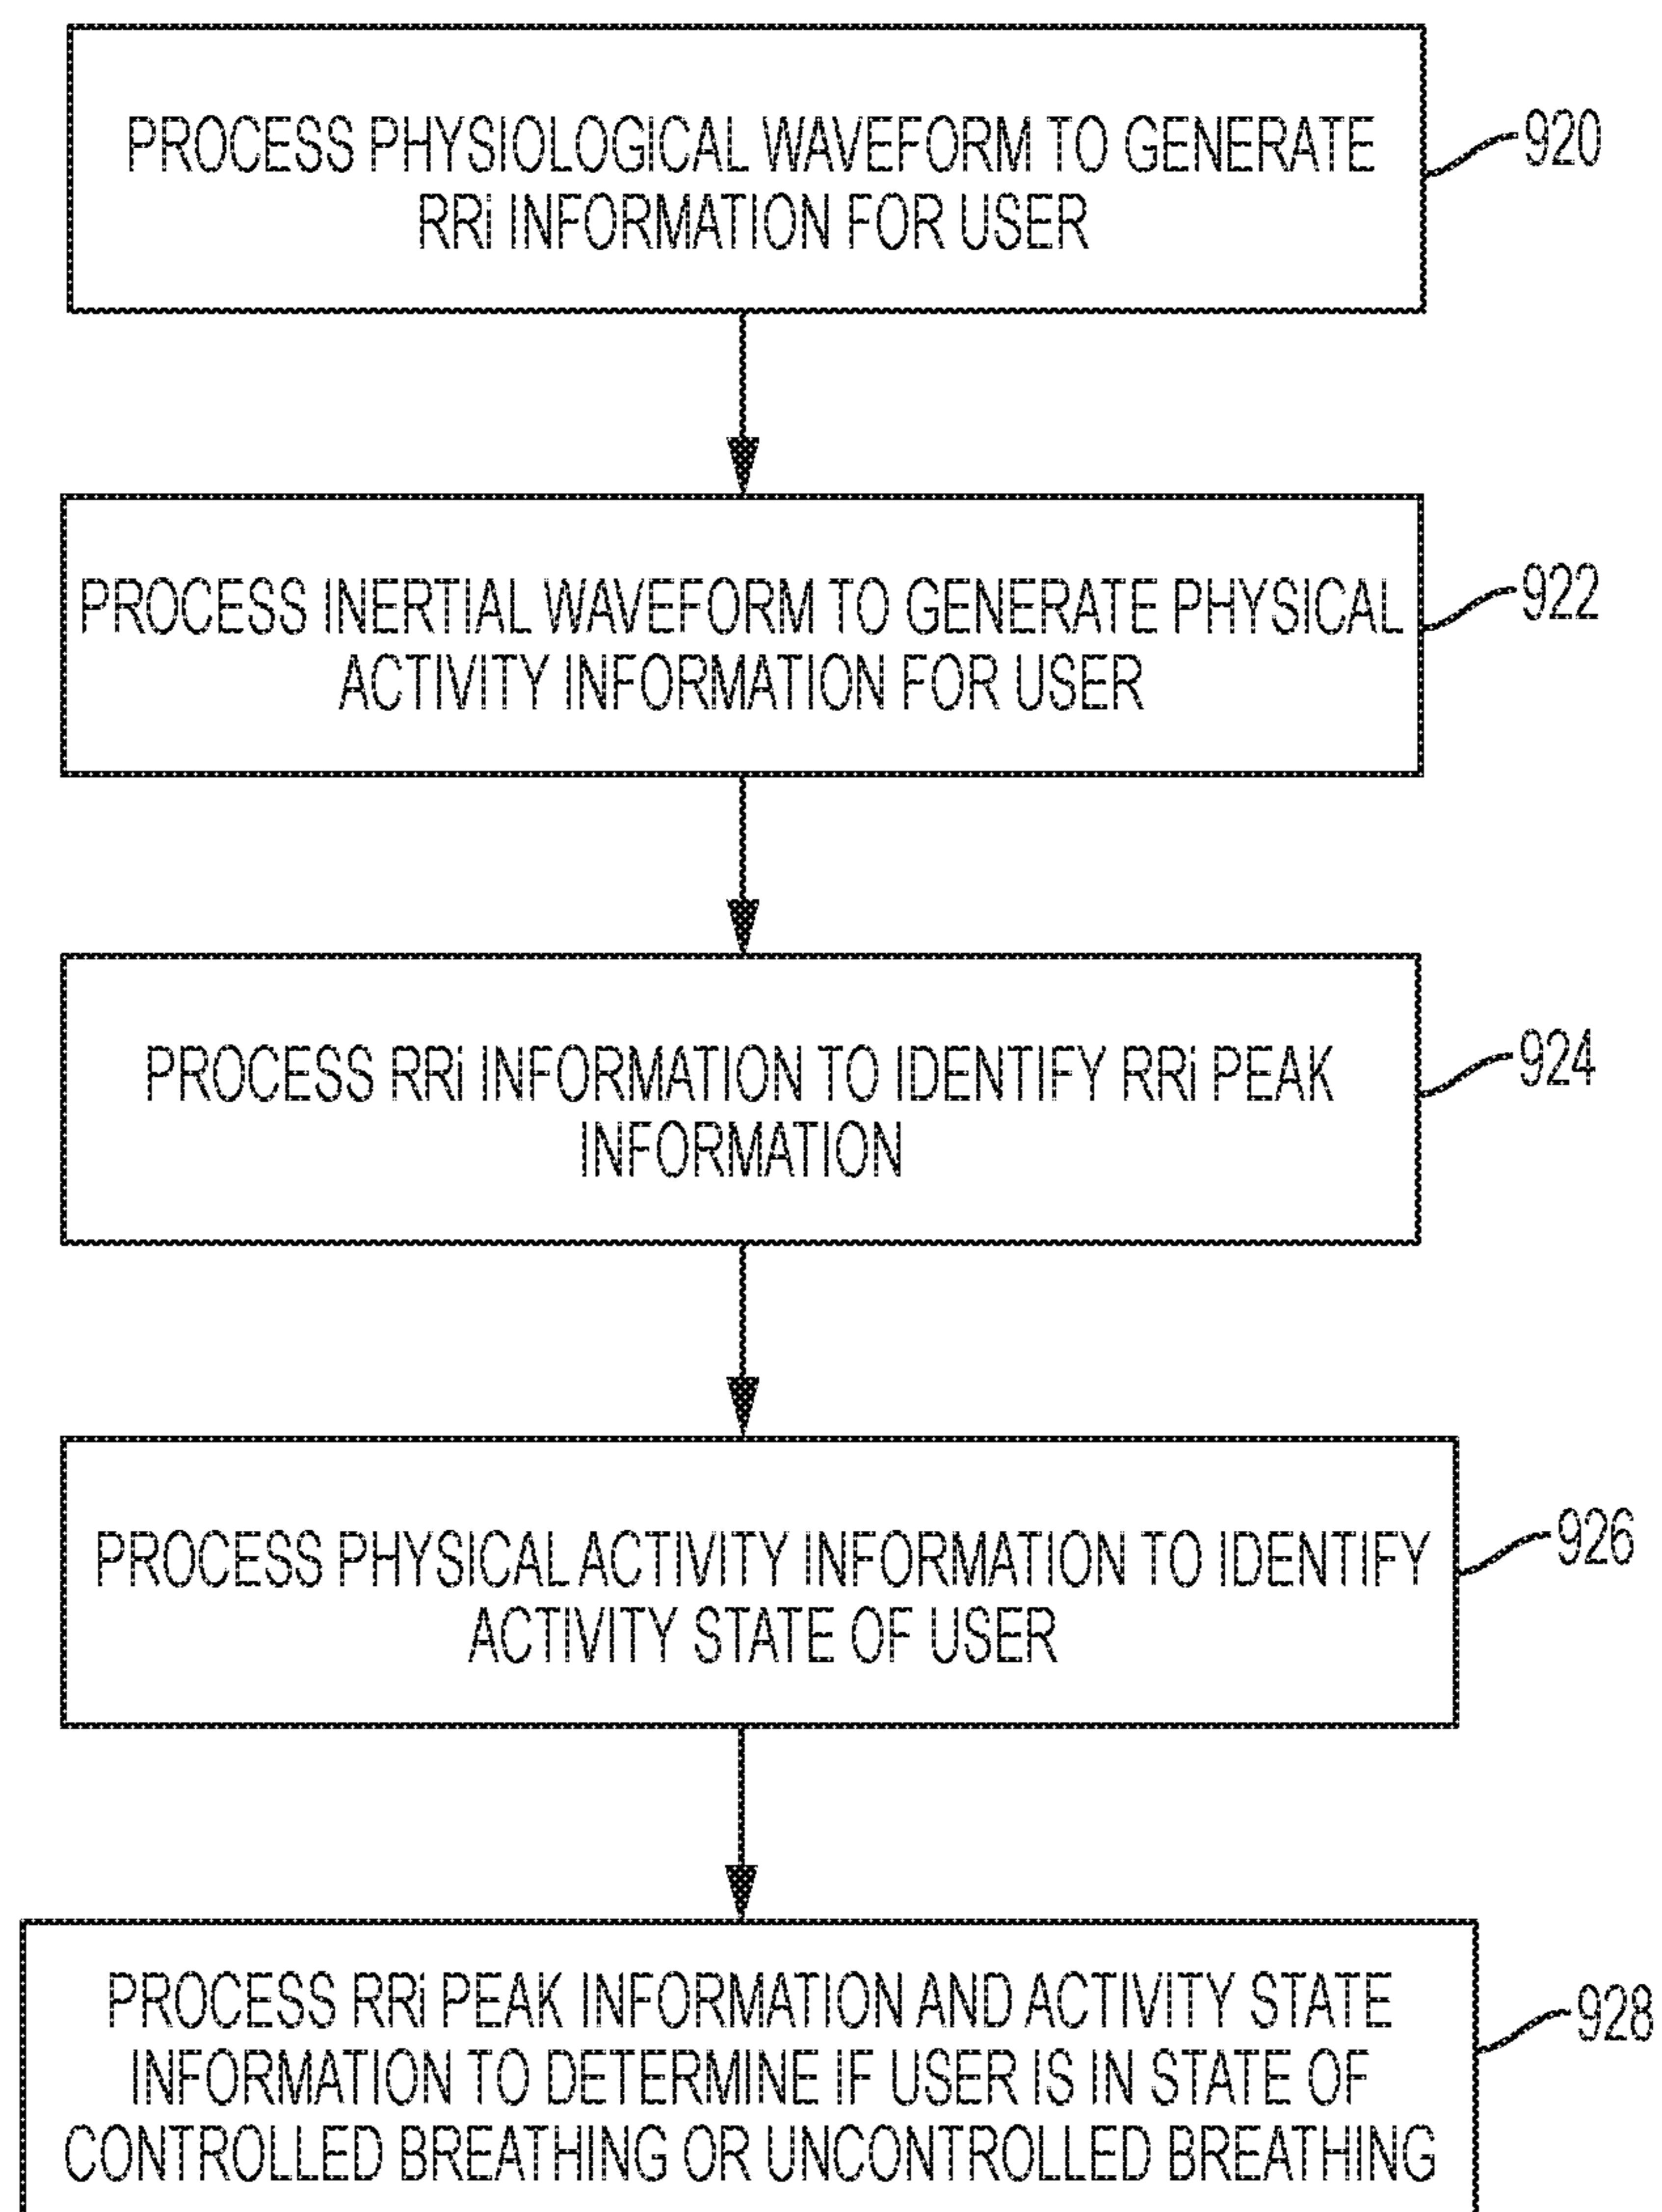 PROCESS PHYSIOLOGICAL WAVEFORM TO GENERATE
RRi INFORMATION FOR USER
920
PROCESS INERTIAL WAVEFORM TO GENERATE PHYSICAL
ACTIVITY INFORMATION FOR USER
922
PROCESS RRi INFORMATION TO IDENTIFY RRi PEAK
INFORMATION
924
PROCESS PHYSICAL ACTIVITY INFORMATION TO IDENTIFY
ACTIVITY STATE OF USER
926
PROCESS RRi PEAK INFORMATION AND ACTIVITY STATE
INFORMATION TO DETERMINE IF USER IS IN STATE OF
CONTROLLED BREATHING OR UNCONTROLLED BREATHING
928